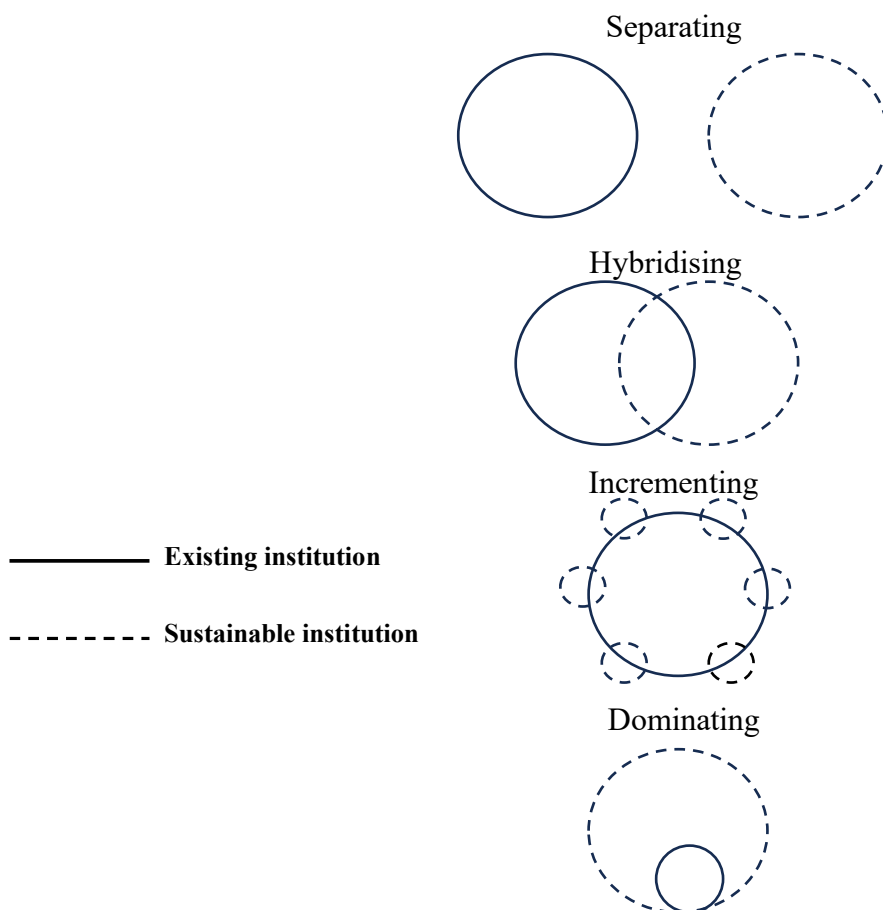 Separating
Hybridising
Incrementing
Existing institution
Sustainable institution
Dominating